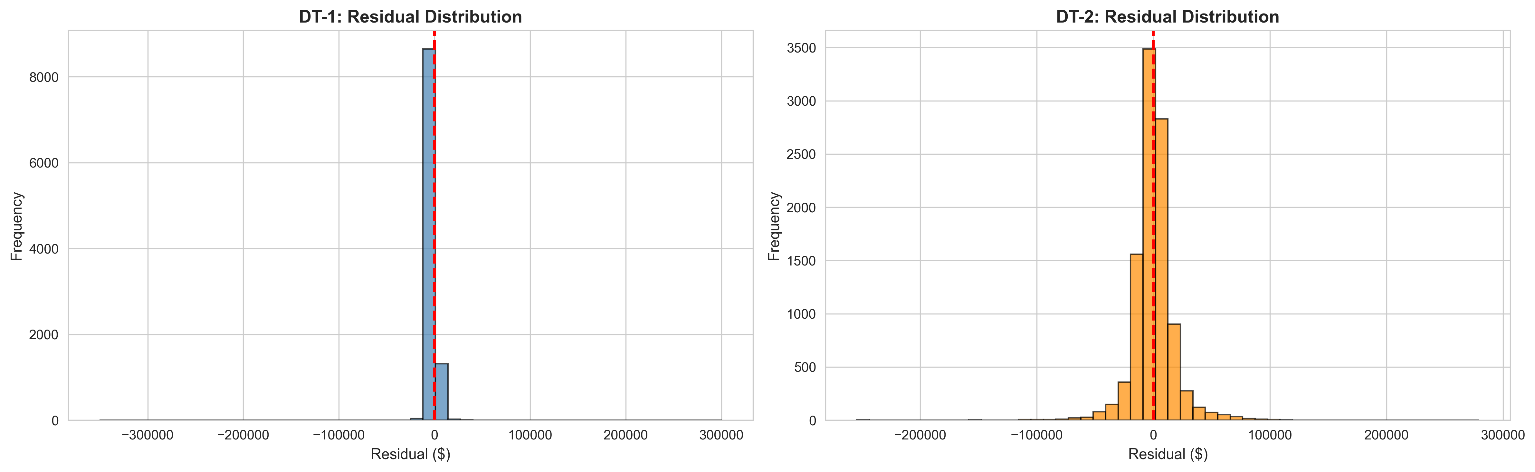 DT-1: Residual Distribution
Frequency
8000
6000
4000
2000
0
−300000 −200000 −100000 0 100000 200000 300000
Residual ($)
DT-2: Residual Distribution
Frequency
3500
3000
2500
2000
1500
1000
500
0
−200000 −100000 0 100000 200000 300000
Residual ($)